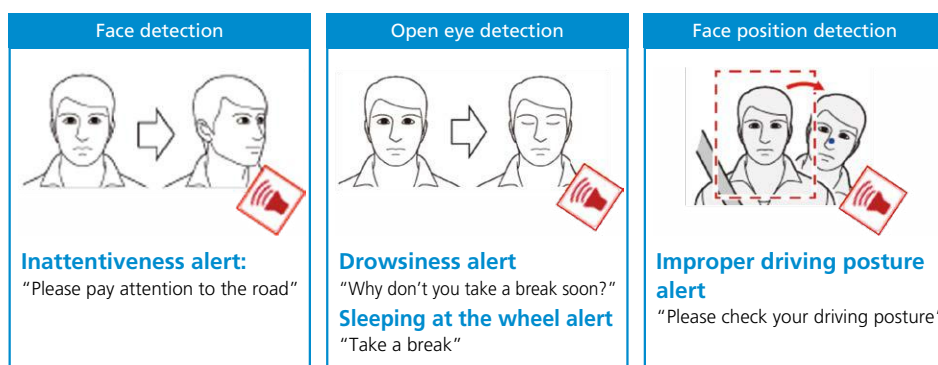 Face detection
Inattentiveness alert:
“Please pay attention to the road”
Open eye detection
Drowsiness alert
“Why don’t you take a break soon?”
Sleeping at the wheel alert
“Take a break”
Face position detection
Improper driving posture
alert
“Please check your driving posture”